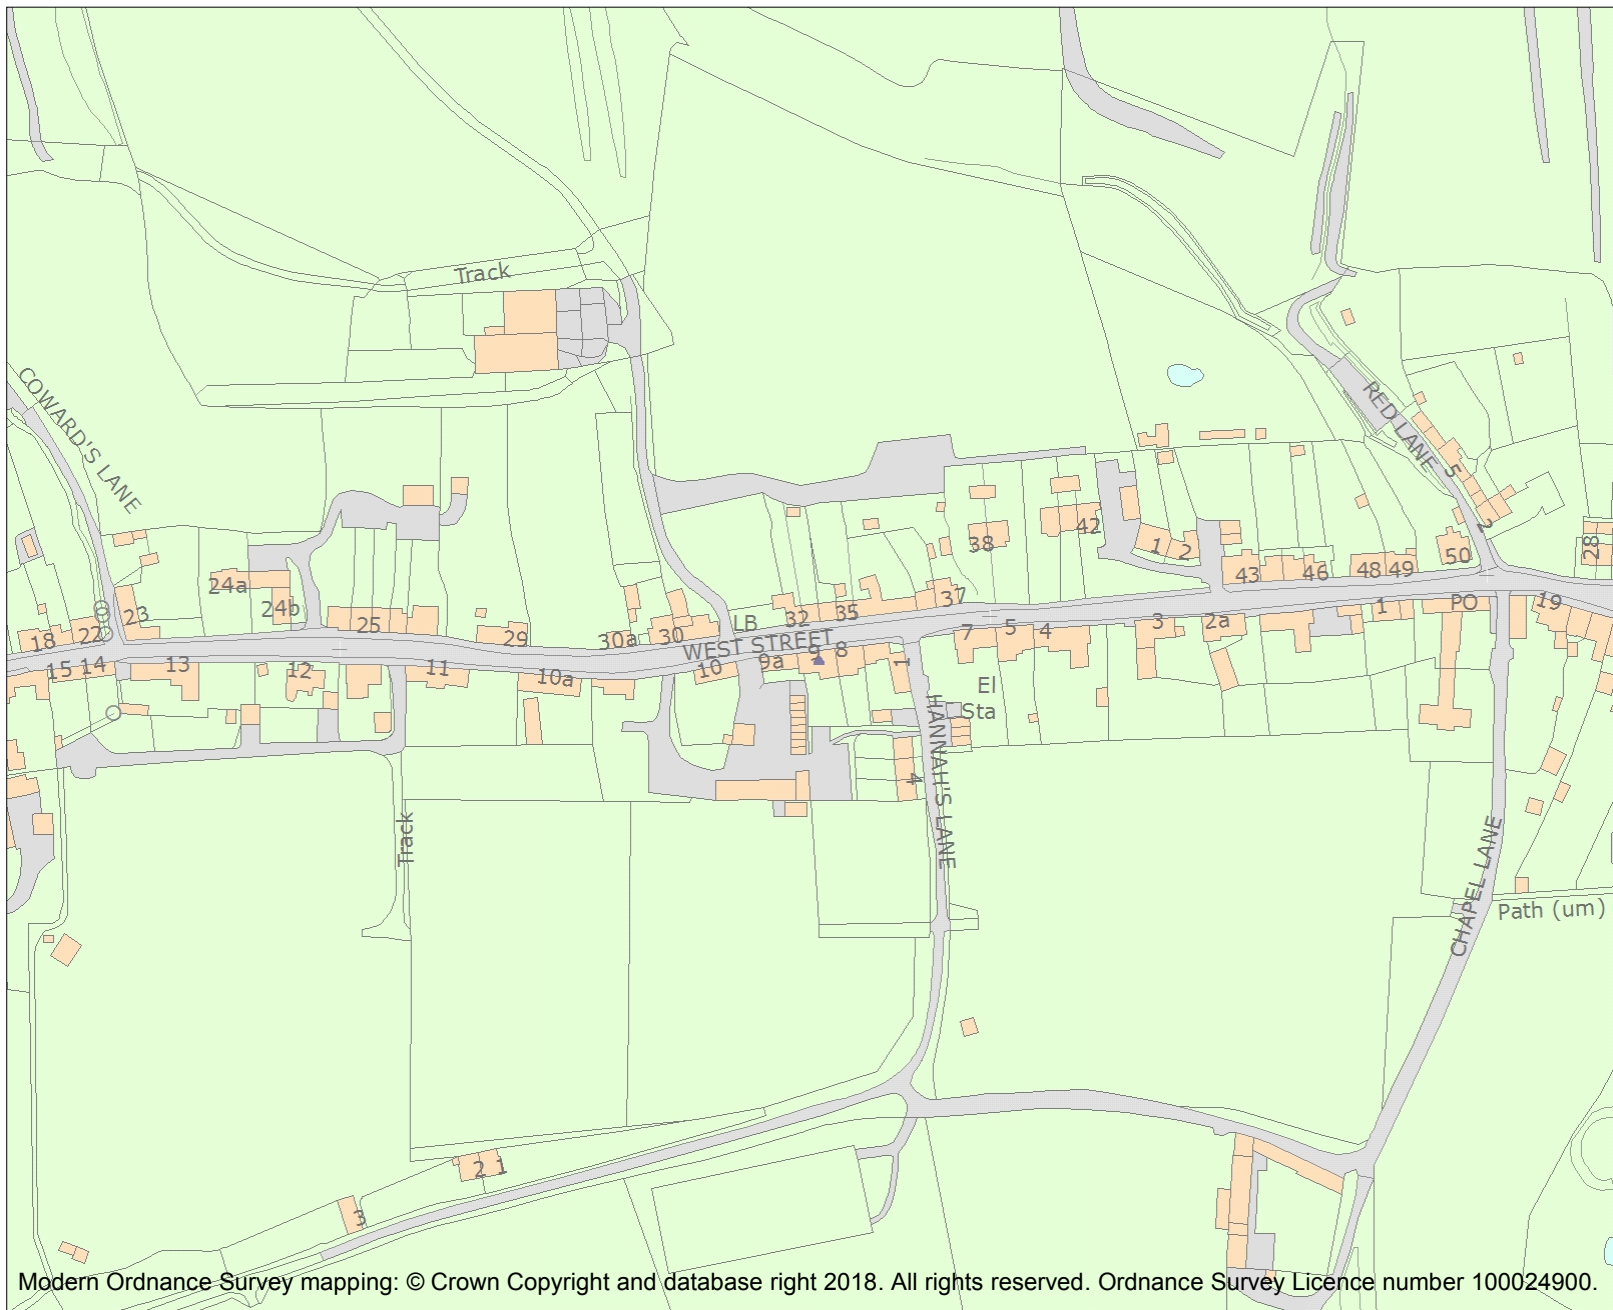 Track
COWARD'S LANE
RED LANE
5
2
28
38
42
1 2
24a
24b
23
18
22
25
29
30a
30
LB
WEST STREET
32
35
37
43
46
48
49
50
PO
19
15
14
13
12
11
10a
10
9a
9
8
1
7
5
4
3
2a
1
El
Sta
HANNAH'S LANE
4
Track
CHAPEL LANE
Path (um)
2 1
3
Modern Ordnance Survey mapping: © Crown Copyright and database right 2018. All rights reserved. Ordnance Survey Licence number 100024900.